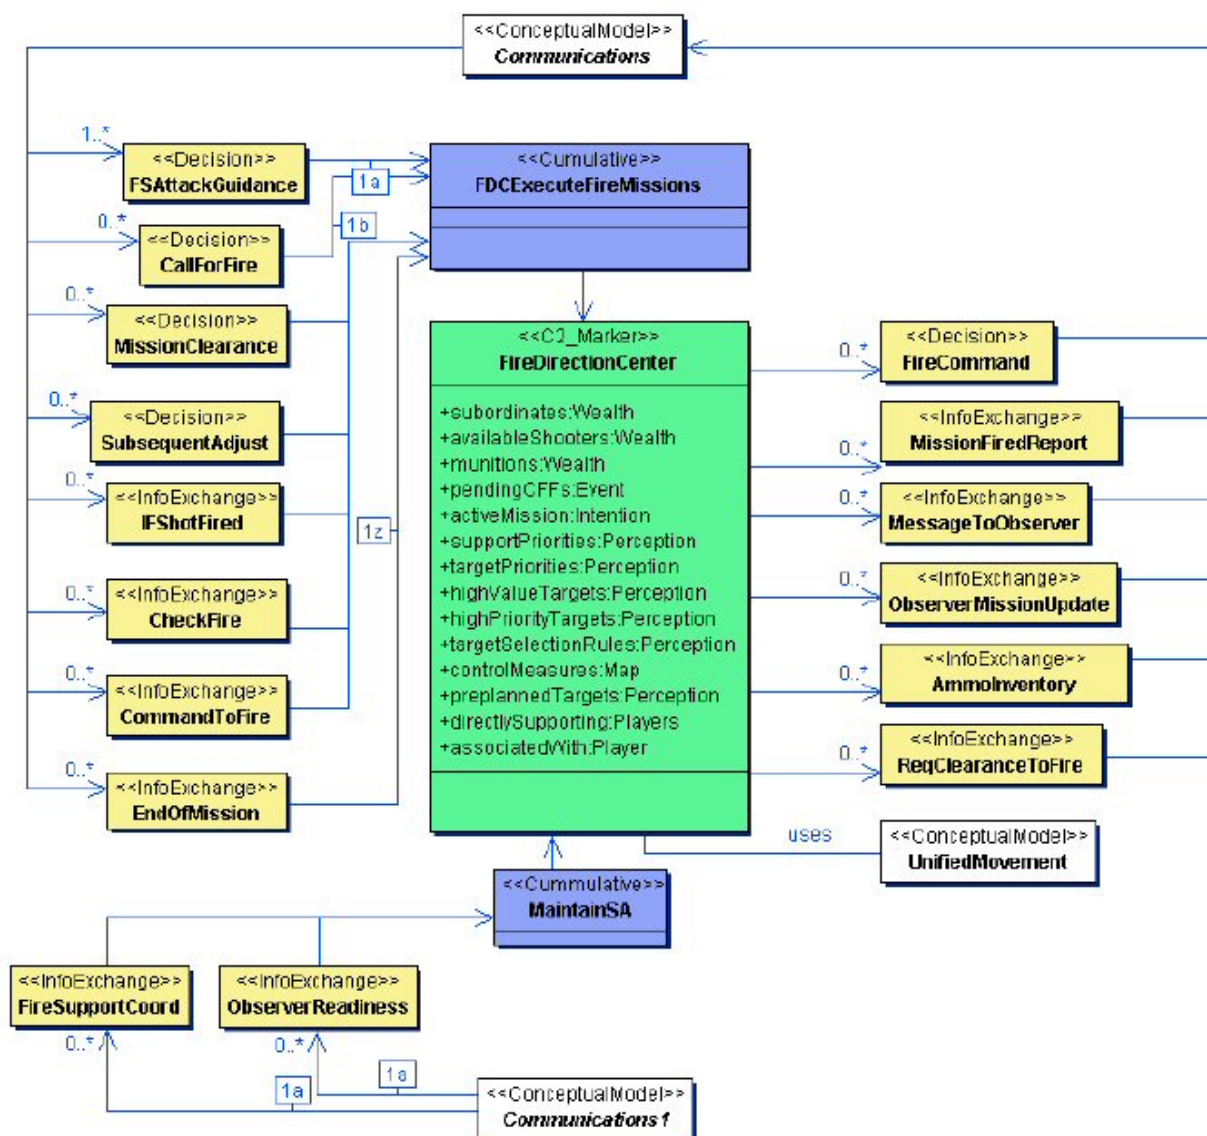 <<ConceptualModel>>
Communications
1..*
<<Decision>>
FSAttackGuidance
1a
<<Cumulative>>
FDCExecuteFireMissions
0..*
<<Decision>>
CallForFire
1b
0..*
<<Decision>>
MissionClearance
0..*
<<Decision>>
SubsequentAdjust
0..*
<<InfoExchange>>
IFShotFired
1z
0..*
<<InfoExchange>>
CheckFire
0..*
<<InfoExchange>>
CommandToFire
0..*
<<InfoExchange>>
EndOfMission
<<C2_Marker>>
FireDirectionCenter
+subordinates:Wealth
+availableShooters:Wealth
+munitions:Wealth
+pendingCFFs:Event
+activeMission:Intention
+supportPriorities:Perception
+targetPriorities:Perception
+highValueTargets:Perception
+highPriorityTargets:Perception
+targetSelectionRules:Perception
+controlMeasures:Map
+preplannedTargets:Perception
+directlySupporting:Players
+associatedWith:Player
0..*
<<Decision>>
FireCommand
0..*
<<InfoExchange>>
MissionFiredReport
0..*
<<InfoExchange>>
MessageToObserver
0..*
<<InfoExchange>>
ObserverMissionUpdate
0..*
<<InfoExchange>>
AmmoInventory
0..*
<<InfoExchange>>
ReqClearanceToFire
uses
<<ConceptualModel>>
UnifiedMovement
<<Cummulative>>
MaintainSA
<<InfoExchange>>
FireSupportCoord
0..*
<<InfoExchange>>
ObserverReadiness
0..*
1a
1a
<<ConceptualModel>>
Communications1